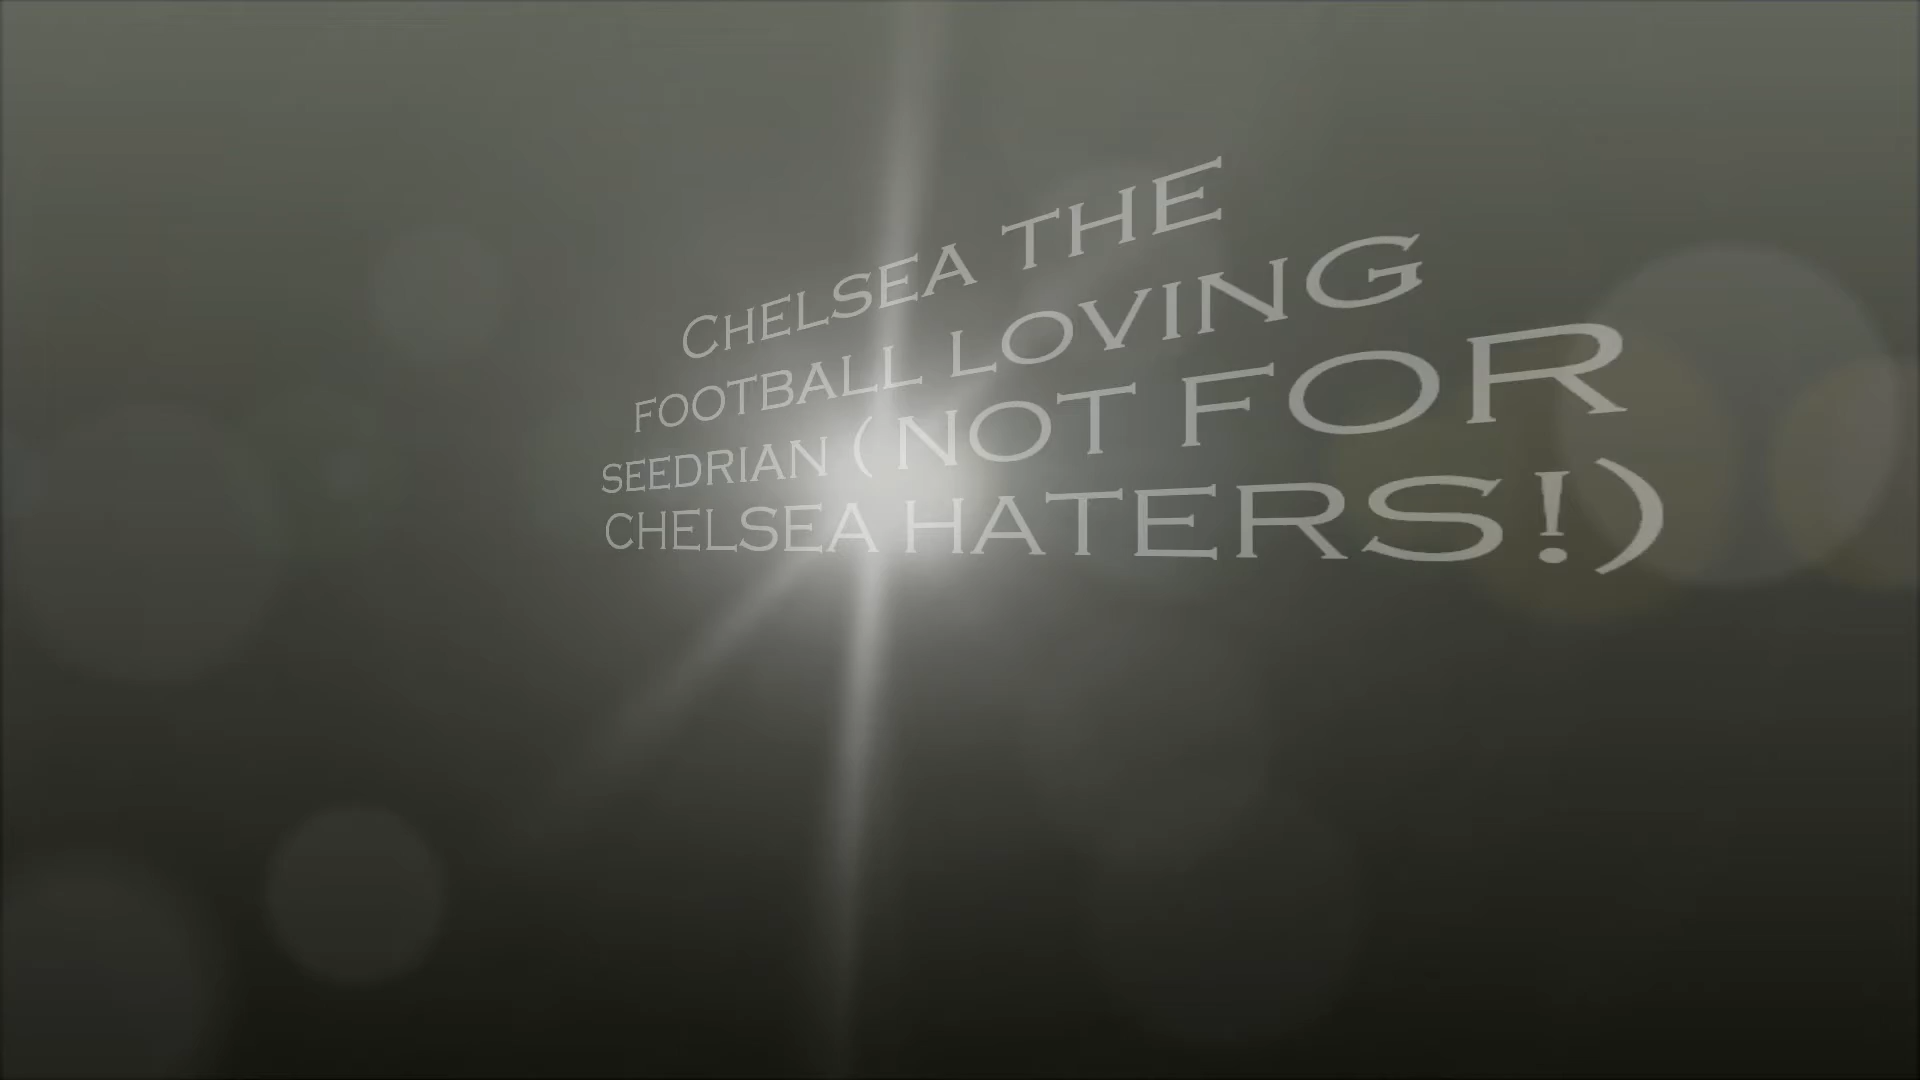 CHELSEA THE
FOOTBALL LOVING
SEEDRIAN (NOT FOR
CHELSEA HATERS!)